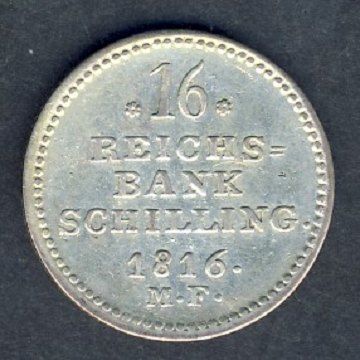 * 16 *
REICHS=
BANK
SCHILLING.
1816.
M.F.